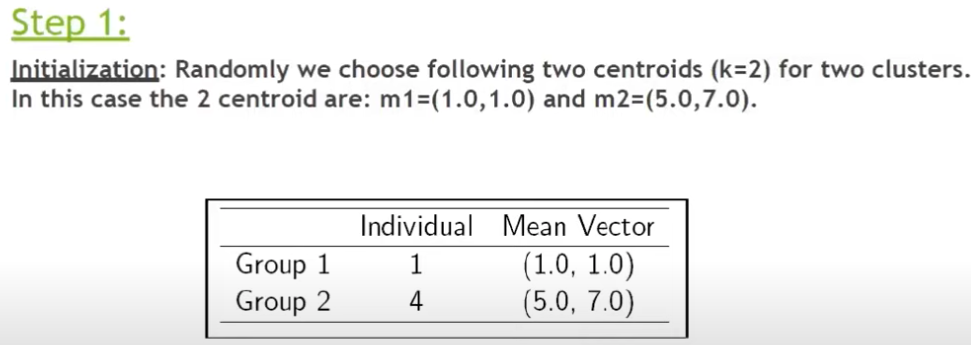 Step 1:
Initialization: Randomly we choose following two centroids (k=2) for two clusters.
In this case the 2 centroid are: m1=(1.0,1.0) and m2=(5.0,7.0).
Individual Mean Vector
Group 1 1 (1.0, 1.0)
Group 2 4 (5.0, 7.0)